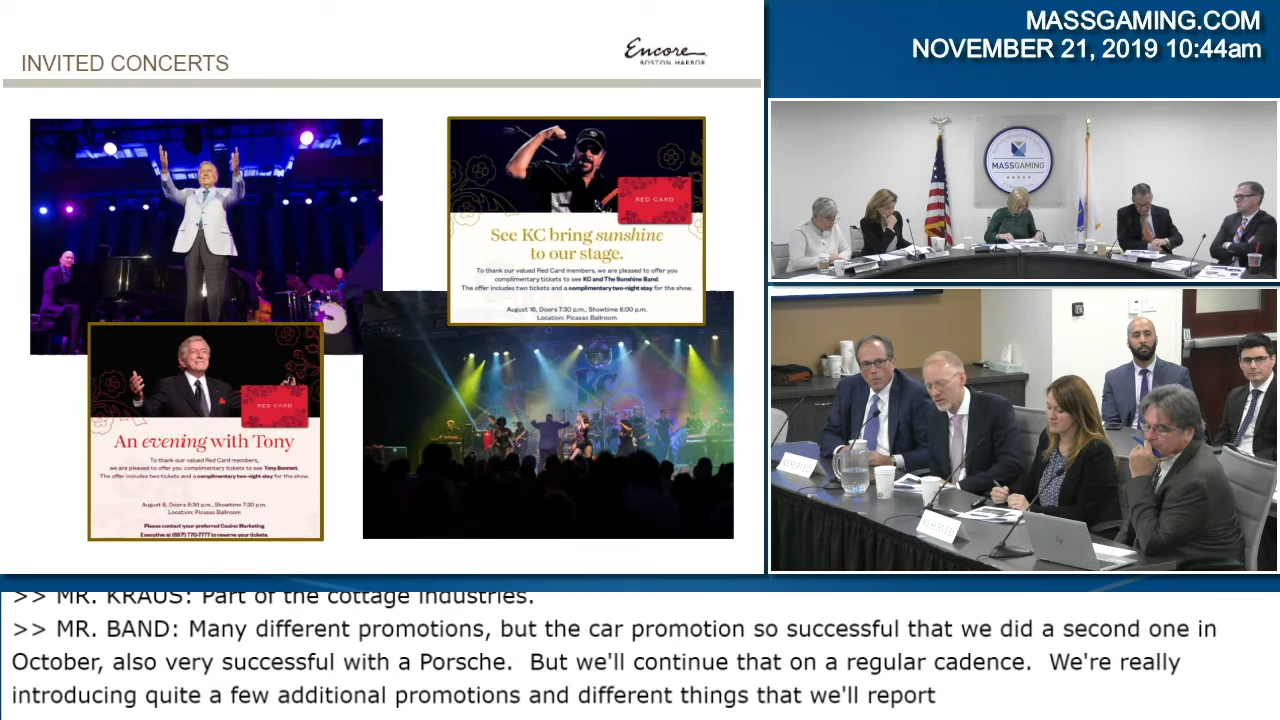 INVITED CONCERTS
Encore
BOSTON HARBOR
RED CARD
See KC bring sunshine
to our stage.
To thank our valued Red Card members, we are pleased to offer you
complimentary tickets to see KC and The Sunshine Band.
The offer includes two tickets and a complimentary two-night stay for the show.
August 16, Doors 7:30 p.m., Showtime 8:00 p.m.
Location: Picasso Ballroom
RED CARD
An evening with Tony
To thank our valued Red Card members,
we are pleased to offer you complimentary tickets to see Tony Bennett.
The offer includes two tickets and a complimentary two-night stay for the show.
August 8, Doors 6:30 p.m., Showtime 7:30 p.m.
Location: Picasso Ballroom
Please contact your preferred Casino Marketing
Executive at (857) 770-7777 to reserve your tickets.
MASSGAMING.COM
NOVEMBER 21, 2019 10:44am
MASSGAMING
RESERVED
RESERVED
>> MR. KRAUS: Part of the cottage industries.
>> MR. BAND: Many different promotions, but the car promotion so successful that we did a second one in
October, also very successful with a Porsche.  But we'll continue that on a regular cadence.  We're really
introducing quite a few additional promotions and different things that we'll report